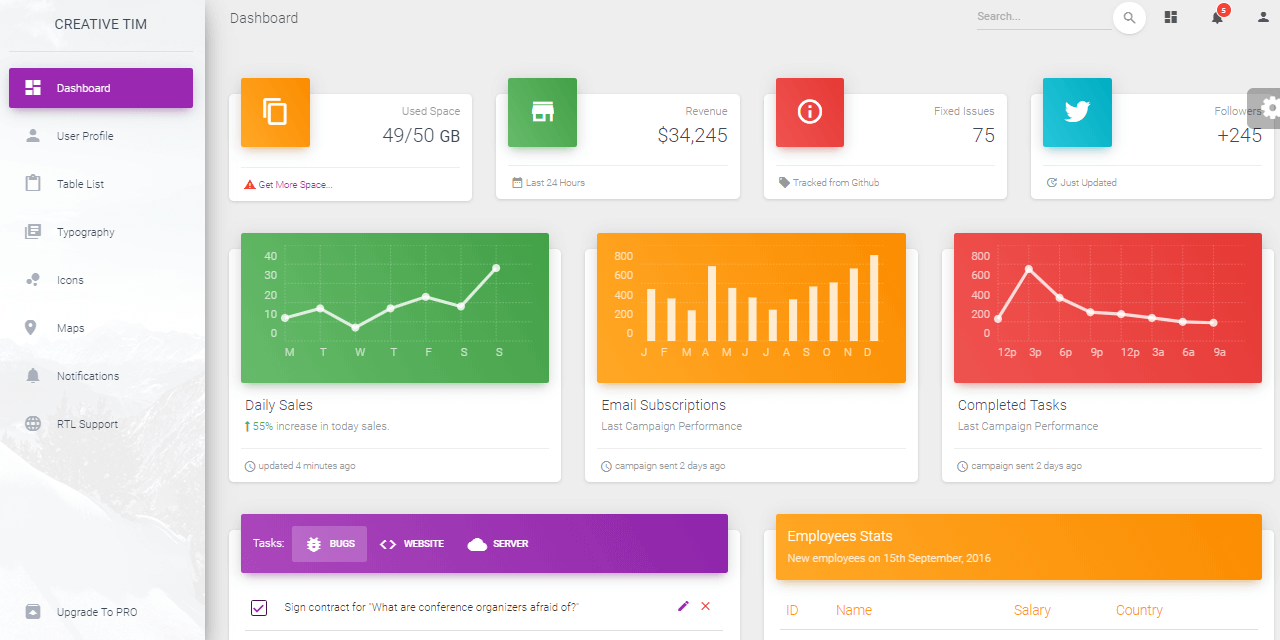 CREATIVE TIM
Dashboard
User Profile
Table List
Typography
Icons
Maps
Notifications
RTL Support
Upgrade To PRO
Dashboard
Search...
5
Used Space
49/50 GB
Get More Space...
Revenue
$34,245
Last 24 Hours
Fixed Issues
75
Tracked from Github
Followers
+245
Just Updated
40
30
20
10
0
M T W T F S S
Daily Sales
55% increase in today sales.
updated 4 minutes ago
800
600
400
200
0
J F M A M J J A S O N D
Email Subscriptions
Last Campaign Performance
campaign sent 2 days ago
800
600
400
200
0
12p 3p 6p 9p 12p 3a 6a 9a
Completed Tasks
Last Campaign Performance
campaign sent 2 days ago
Tasks: BUGS WEBSITE SERVER
Sign contract for "What are conference organizers afraid of?"
Employees Stats
New employees on 15th September, 2016
ID Name Salary Country